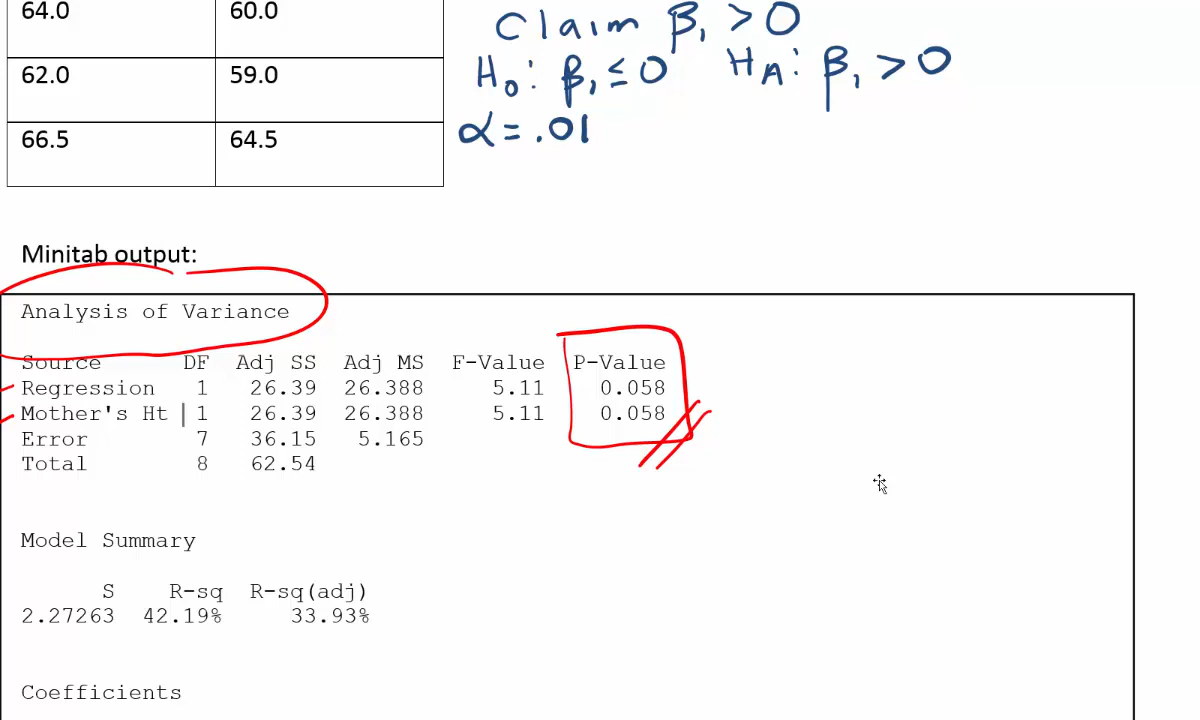 64.0 60.0
Claim β₁ > 0
H₀: β₁ ≤ 0 H_A: β₁ > 0
62.0 59.0
α = .01
66.5 64.5
Minitab output:
Analysis of Variance
Source DF Adj SS Adj MS F-Value P-Value
Regression 1 26.39 26.388 5.11 0.058
Mother's Ht 1 26.39 26.388 5.11 0.058
Error 7 36.15 5.165
Total 8 62.54
Model Summary
S R-sq R-sq(adj)
2.27263 42.19% 33.93%
Coefficients